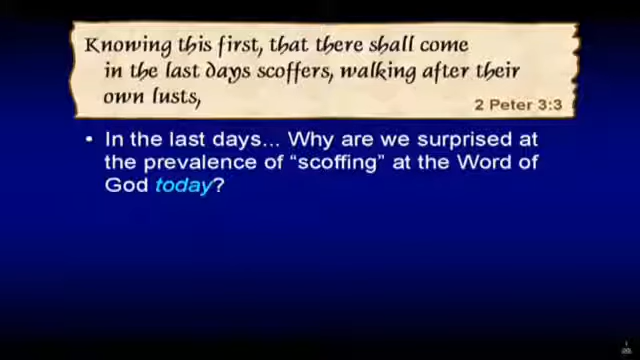 Knowing this first, that there shall come
in the last days scoffers, walking after their
own lusts,
2 Peter 3:3
• In the last days... Why are we surprised at
the prevalence of “scoffing” at the Word of
God today?